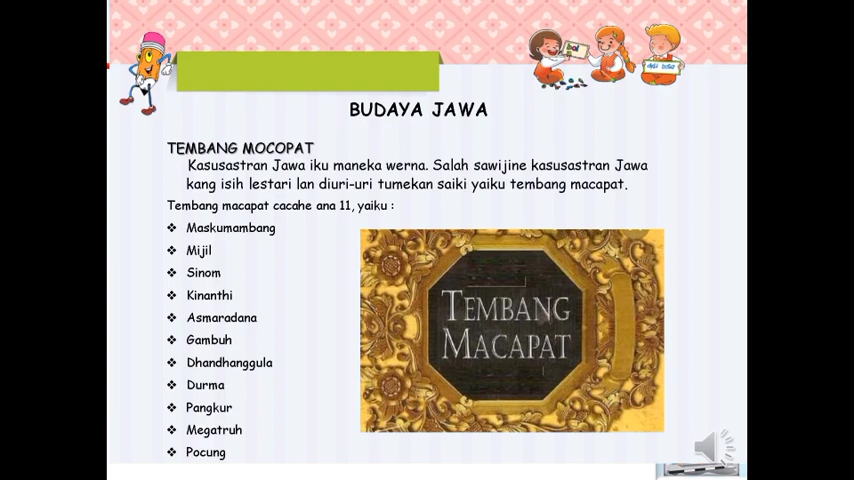 BUDAYA JAWA
TEMBANG MOCOPAT
Kasusastran Jawa iku maneka werna. Salah sawijine kasusastran Jawa
kang isih lestari lan diuri-uri tumekan saiki yaiku tembang macapat.
Tembang macapat cacahe ana 11, yaiku :
❖ Maskumambang
❖ Mijil
❖ Sinom
❖ Kinanthi
❖ Asmaradana
❖ Gambuh
❖ Dhandhanggula
❖ Durma
❖ Pangkur
❖ Megatruh
❖ Pocung
TEMBANG
MACAPAT